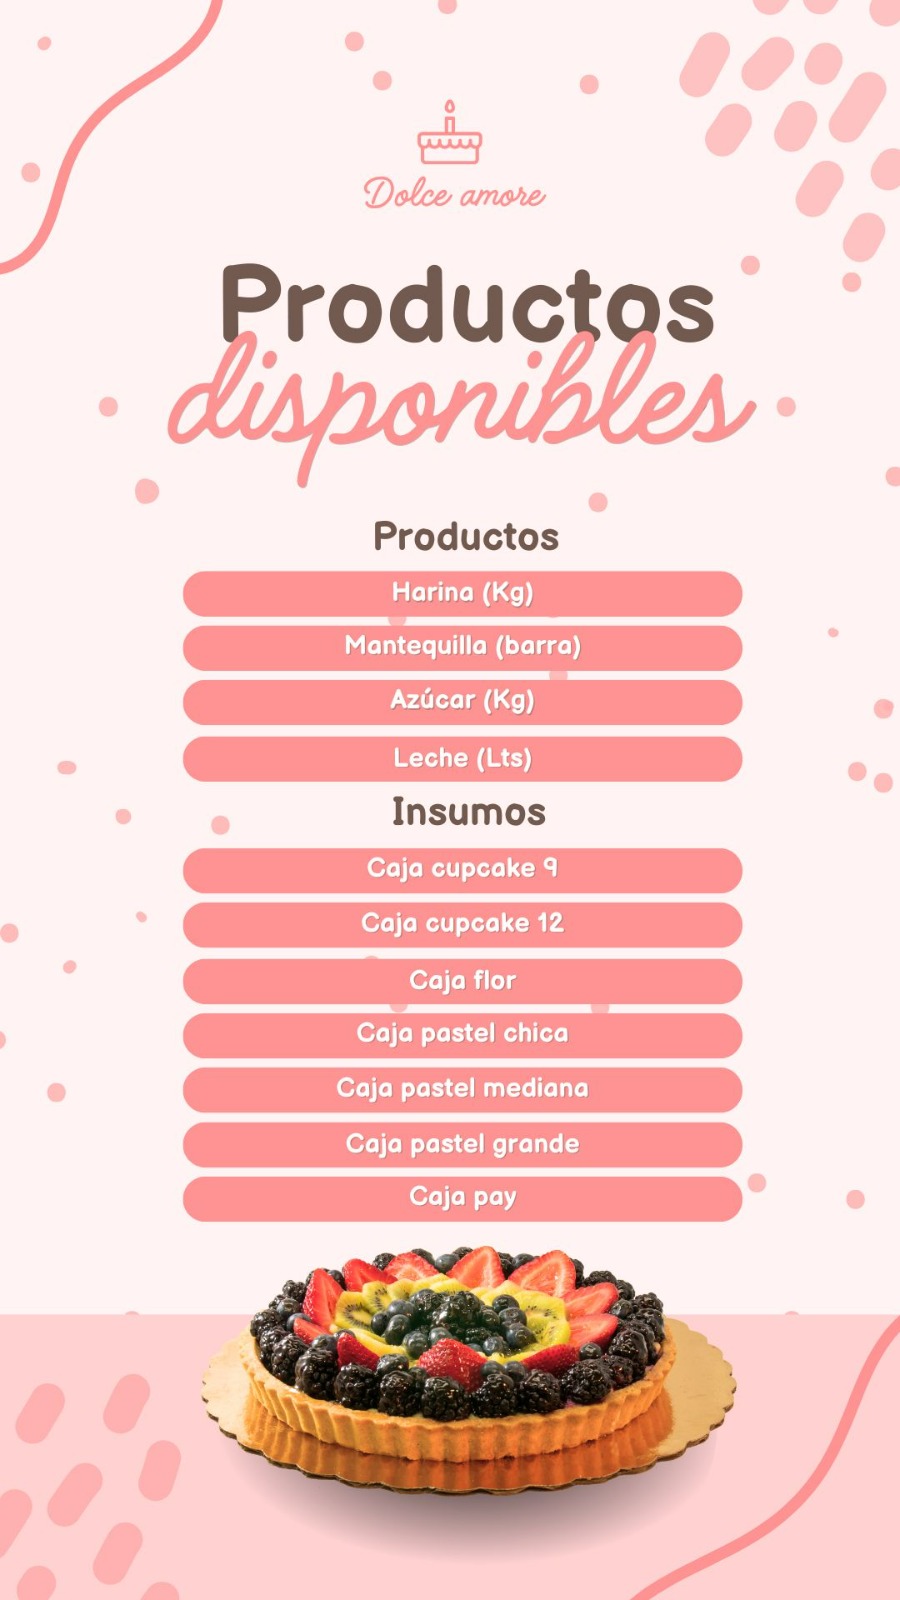 Dolce amore
Productos
disponibles
Productos
Harina (Kg)
Mantequilla (barra)
Azúcar (Kg)
Leche (Lts)
Insumos
Caja cupcake 9
Caja cupcake 12
Caja flor
Caja pastel chica
Caja pastel mediana
Caja pastel grande
Caja pay